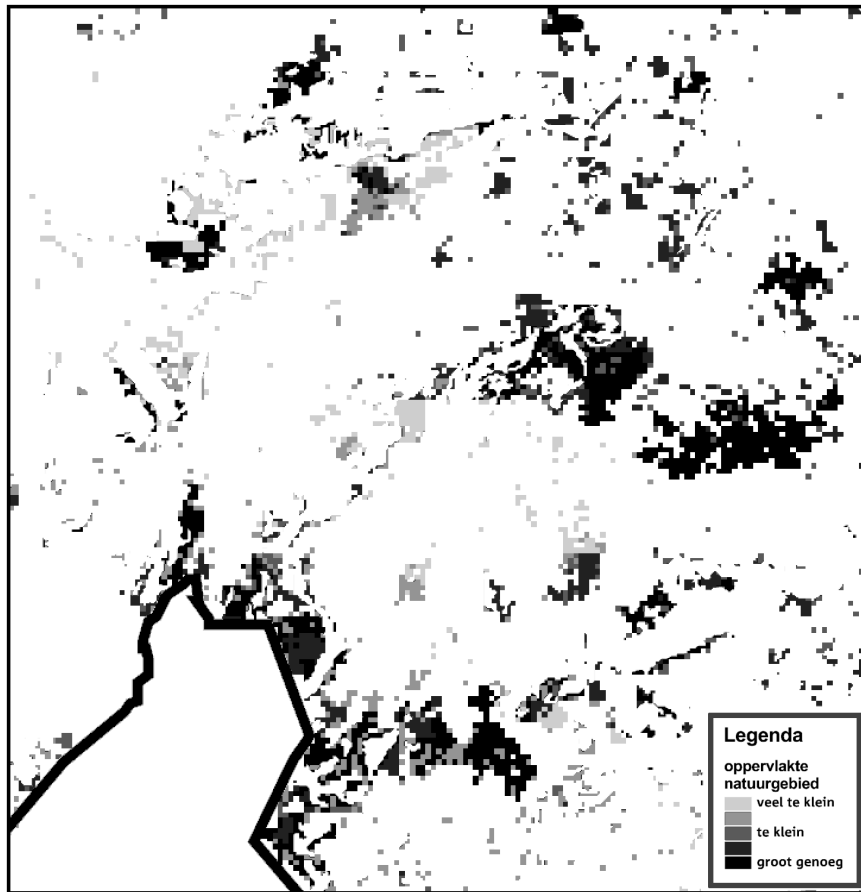 Legenda
oppervlakte
natuurgebied
veel te klein
te klein
groot genoeg